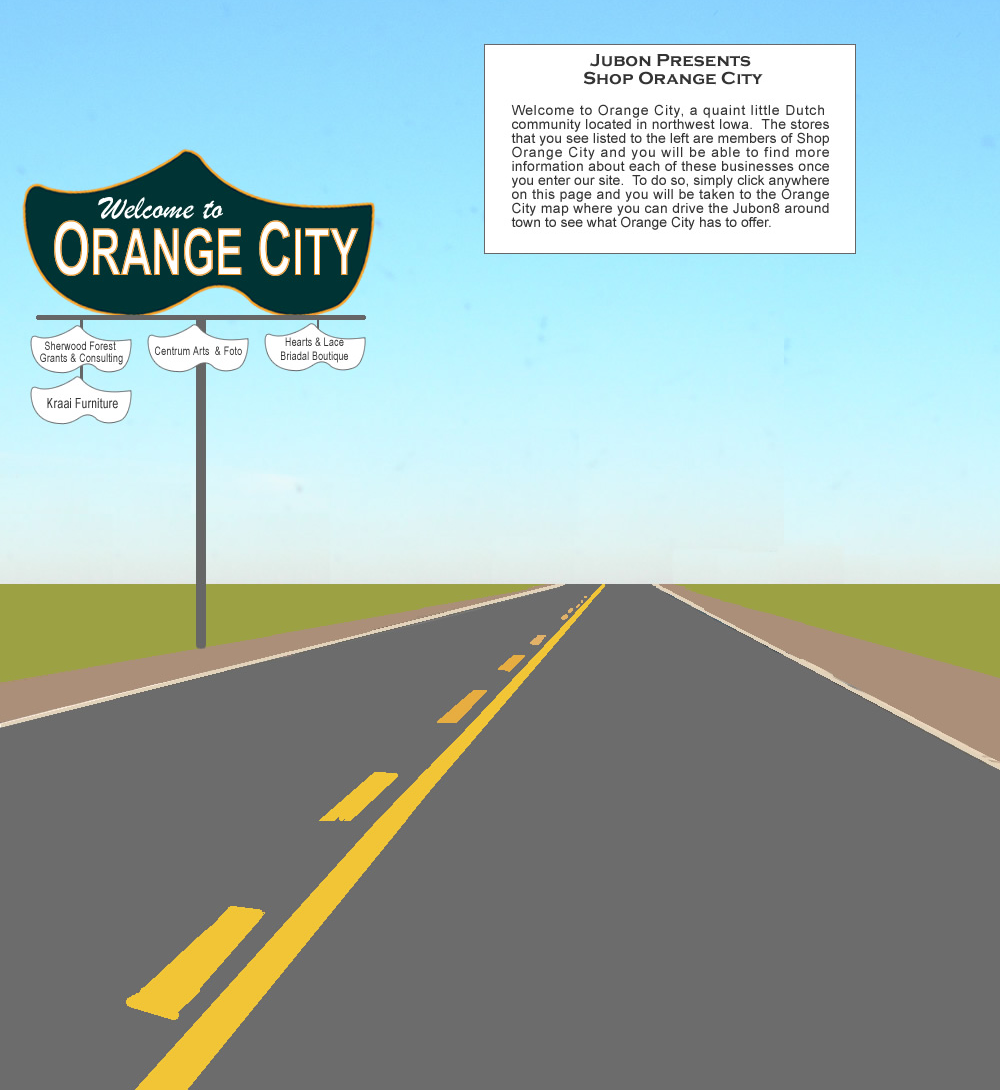 Jubon Presents
Shop Orange City
Welcome to Orange City, a quaint little Dutch
community located in northwest Iowa. The stores
that you see listed to the left are members of Shop
Orange City and you will be able to find more
information about each of these businesses once
you enter our site. To do so, simply click anywhere
on this page and you will be taken to the Orange
City map where you can drive the Jubon8 around
town to see what Orange City has to offer.
Welcome to
ORANGE CITY
Sherwood Forest
Grants & Consulting
Centrum Arts & Foto
Hearts & Lace
Briadal Boutique
Kraai Furniture